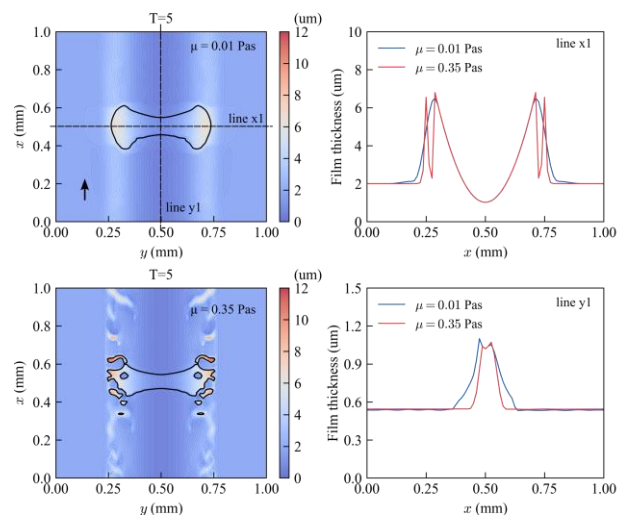 T=5
(um)
μ = 0.01 Pas
line x1
line y1
x (mm)
1.0
0.8
0.6
0.4
0.2
0.0
0.00 0.25 0.50 0.75 1.00
y (mm)
12
10
8
6
4
2
0
μ = 0.01 Pas
μ = 0.35 Pas
line x1
Film thickness (um)
10
8
6
4
2
0
0.00 0.25 0.50 0.75 1.00
x (mm)
T=5
(um)
μ = 0.35 Pas
x (mm)
1.0
0.8
0.6
0.4
0.2
0.0
0.00 0.25 0.50 0.75 1.00
y (mm)
12
10
8
6
4
2
0
μ = 0.01 Pas
μ = 0.35 Pas
line y1
Film thickness (um)
1.5
1.2
0.9
0.6
0.3
0.0
0.00 0.25 0.50 0.75 1.00
x (mm)